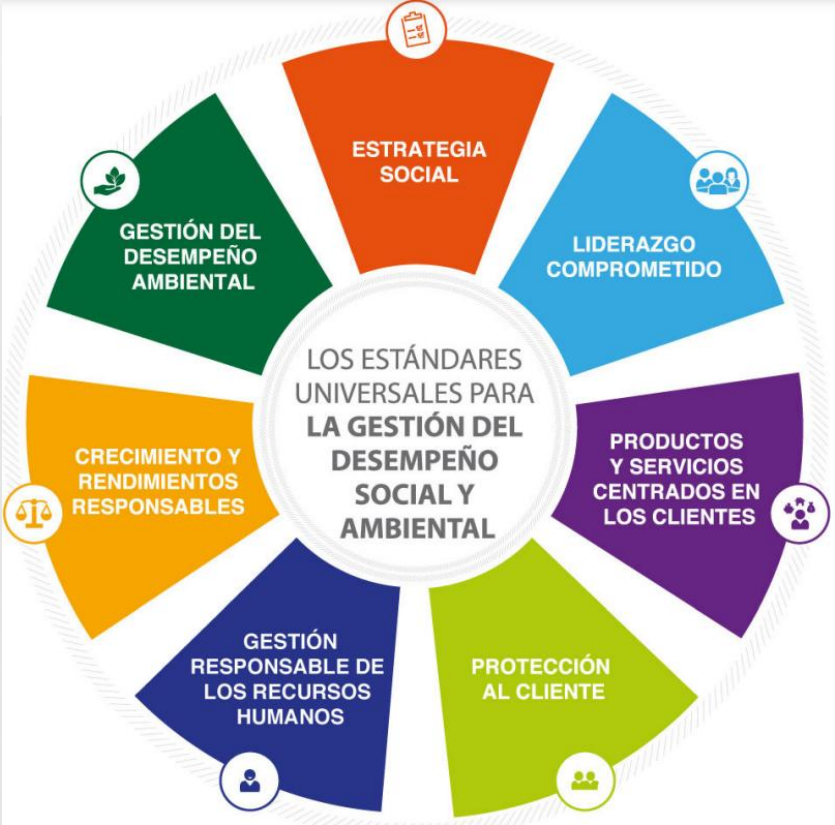 ESTRATEGIA
SOCIAL
LIDERAZGO
COMPROMETIDO
PRODUCTOS
Y SERVICIOS
CENTRADOS EN
LOS CLIENTES
PROTECCIÓN
AL CLIENTE
GESTIÓN
RESPONSABLE DE
LOS RECURSOS
HUMANOS
CRECIMIENTO Y
RENDIMIENTOS
RESPONSABLES
GESTIÓN DEL
DESEMPEÑO
AMBIENTAL
LOS ESTÁNDARES
UNIVERSALES PARA
LA GESTIÓN DEL
DESEMPEÑO
SOCIAL Y
AMBIENTAL